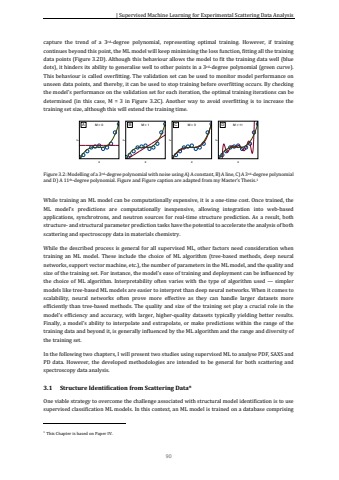 | Supervised Machine Learning for Experimental Scattering Data Analysis
capture the trend of a 3rd-degree polynomial, representing optimal training. However, if training
continues beyond this point, the ML model will keep minimising the loss function, fitting all the training
data points (Figure 3.2D). Although this behaviour allows the model to fit the training data well (blue
dots), it hinders its ability to generalise well to other points in a 3rd-degree polynomial (green curve).
This behaviour is called overfitting. The validation set can be used to monitor model performance on
unseen data points, and thereby, it can be used to stop training before overfitting occurs. By checking
the model's performance on the validation set for each iteration, the optimal training iterations can be
determined (in this case, M = 3 in Figure 3.2C). Another way to avoid overfitting is to increase the
training set size, although this will extend the training time.
A M = 0 B M = 1 C M = 3 D M = 11
Figure 3.2: Modelling of a 3rd-degree polynomial with noise using A) A constant, B) A line, C) A 3rd-degree polynomial
and D) A 11th-degree polynomial. Figure and Figure caption are adapted from my Master's Thesis.
While training an ML model can be computationally expensive, it is a one-time cost. Once trained, the
ML model's predictions are computationally inexpensive, allowing integration into web-based
applications, synchrotrons, and neutron sources for real-time structure prediction. As a result, both
structure- and structural parameter prediction tasks have the potential to accelerate the analysis of both
scattering and spectroscopy data in materials chemistry.
While the described process is general for all supervised ML, other factors need consideration when
training an ML model. These include the choice of ML algorithm (tree-based methods, deep neural
networks, support vector machine, etc.), the number of parameters in the ML model, and the quality and
size of the training set. For instance, the model's ease of training and deployment can be influenced by
the choice of ML algorithm. Interpretability often varies with the type of algorithm used — simpler
models like tree-based ML models are easier to interpret than deep neural networks. When it comes to
scalability, neural networks often prove more effective as they can handle larger datasets more
efficiently than tree-based methods. The quality and size of the training set play a crucial role in the
model's efficiency and accuracy, with larger, higher-quality datasets typically yielding better results.
Finally, a model's ability to interpolate and extrapolate, or make predictions within the range of the
training data and beyond it, is generally influenced by the ML algorithm and the range and diversity of
the training set.
In the following two chapters, I will present two studies using supervised ML to analyse PDF, SAXS and
PD data. However, the developed methodologies are intended to be general for both scattering and
spectroscopy data analysis.
3.1 Structure Identification from Scattering Data*
One viable strategy to overcome the challenge associated with structural model identification is to use
supervised classification ML models. In this context, an ML model is trained on a database comprising
* This Chapter is based on Paper IV.
90